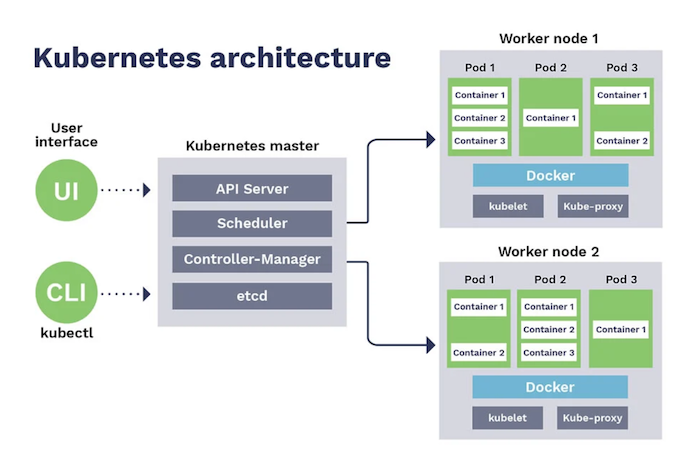 Kubernetes architecture
User
interface
UI
CLI
kubectl
Kubernetes master
API Server
Scheduler
Controller-Manager
etcd
Worker node 1
Pod 1
Pod 2
Pod 3
Container 1
Container 2
Container 3
Container 1
Container 1
Container 2
Docker
kubelet
Kube-proxy
Worker node 2
Pod 1
Pod 2
Pod 3
Container 1
Container 2
Container 1
Container 2
Container 3
Container 1
Docker
kubelet
Kube-proxy